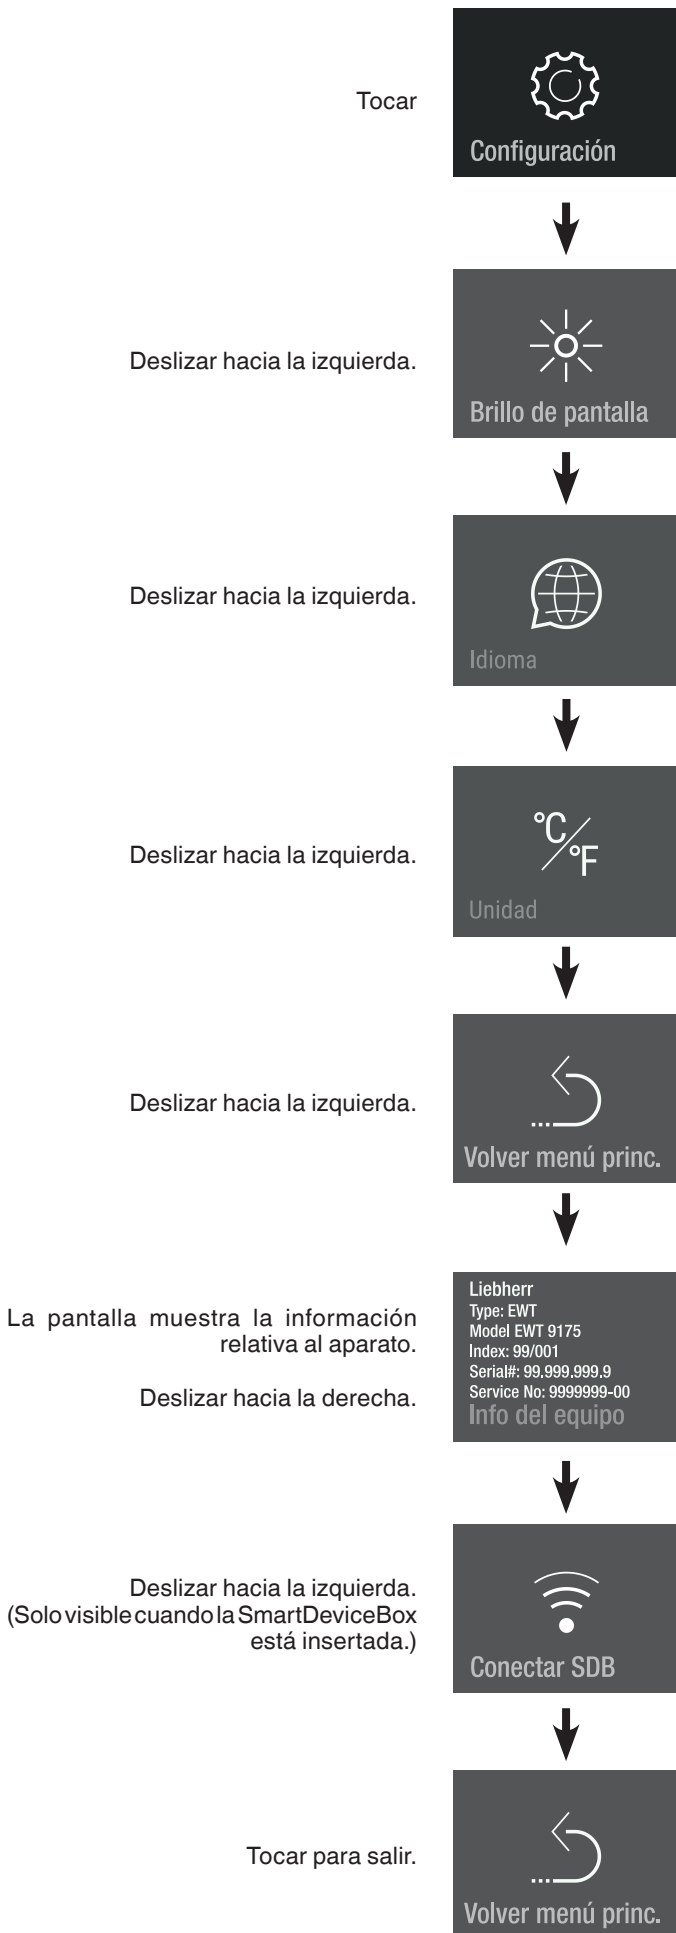 Tocar
Configuración
Deslizar hacia la izquierda.
Brillo de pantalla
Deslizar hacia la izquierda.
Idioma
Deslizar hacia la izquierda.
°C/°F
Unidad
Deslizar hacia la izquierda.
Volver menú princ.
La pantalla muestra la información
relativa al aparato.
Deslizar hacia la derecha.
Liebherr
Type: EWT
Model EWT 9175
Index: 99/001
Serial#: 99.999.999.9
Service No: 9999999-00
Info del equipo
Deslizar hacia la izquierda.
(Solo visible cuando la SmartDeviceBox
está insertada.)
Conectar SDB
Tocar para salir.
Volver menú princ.